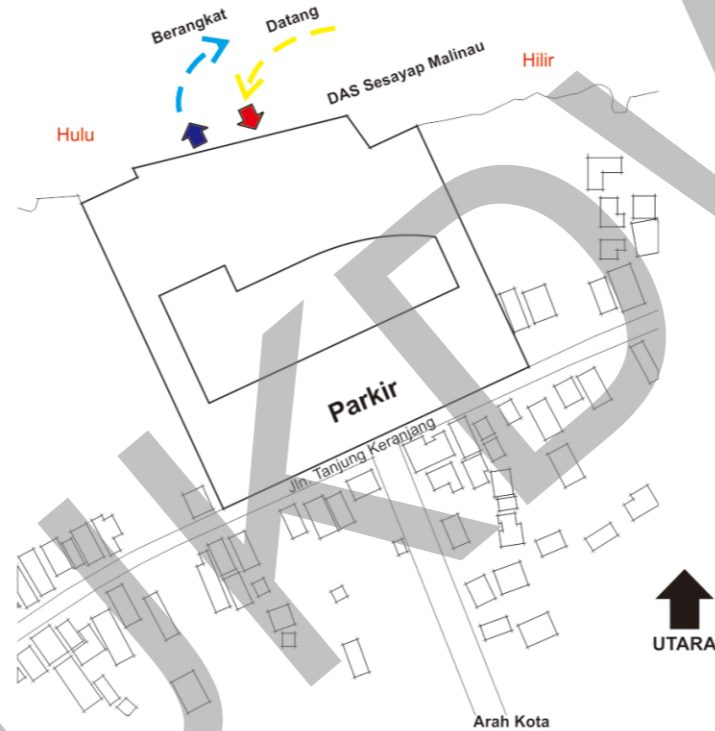 Berangkat
Datang
DAS Sesayap Malinau
Hilir
Hulu
Parkir
Jln. Tanjung Keranjang
UTARA
Arah Kota